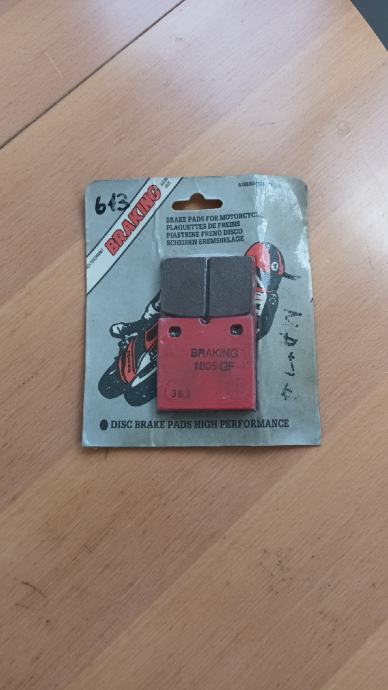 613
BRAKING
BRAKE PADS FOR MOTORCYCLE
PLAQUETTES DE FREINS
PIASTRINE FRENO DISCO
SCHEIBEN BREMSBELAGE
BRAKING
1805 GF
DISC BRAKE PADS HIGH PERFORMANCE